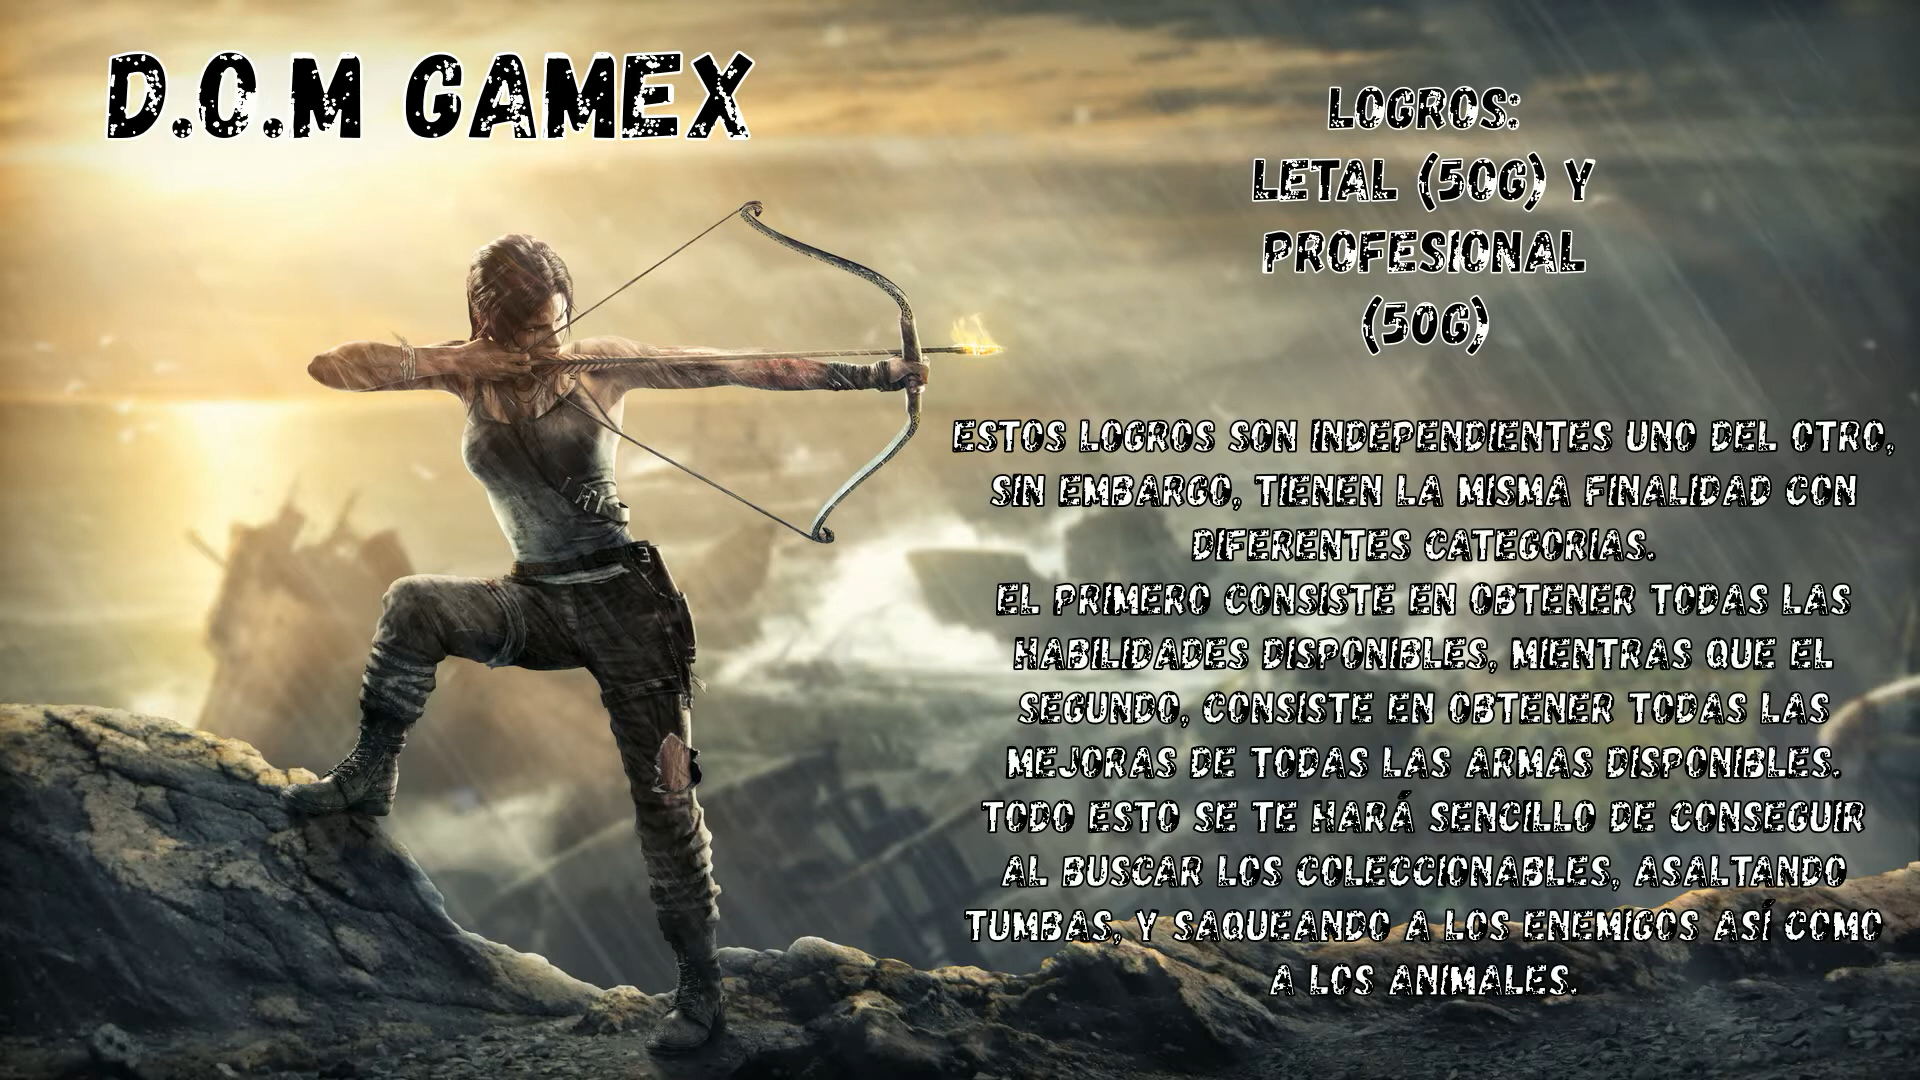 D.O.M GAMEX
LOGROS:
LETAL (50G) Y
PROFESIONAL
(50G)
ESTOS LOGROS SON INDEPENDIENTES UNO DEL OTRO,
SIN EMBARGO, TIENEN LA MISMA FINALIDAD CON
DIFERENTES CATEGORIAS.
EL PRIMERO CONSISTE EN OBTENER TODAS LAS
HABILIDADES DISPONIBLES, MIENTRAS QUE EL
SEGUNDO, CONSISTE EN OBTENER TODAS LAS
MEJORAS DE TODAS LAS ARMAS DISPONIBLES.
TODO ESTO SE TE HARÁ SENCILLO DE CONSEGUIR
AL BUSCAR LOS COLECCIONABLES, ASALTANDO
TUMBAS, Y SAQUEANDO A LOS ENEMIGOS ASÍ COMO
A LOS ANIMALES.